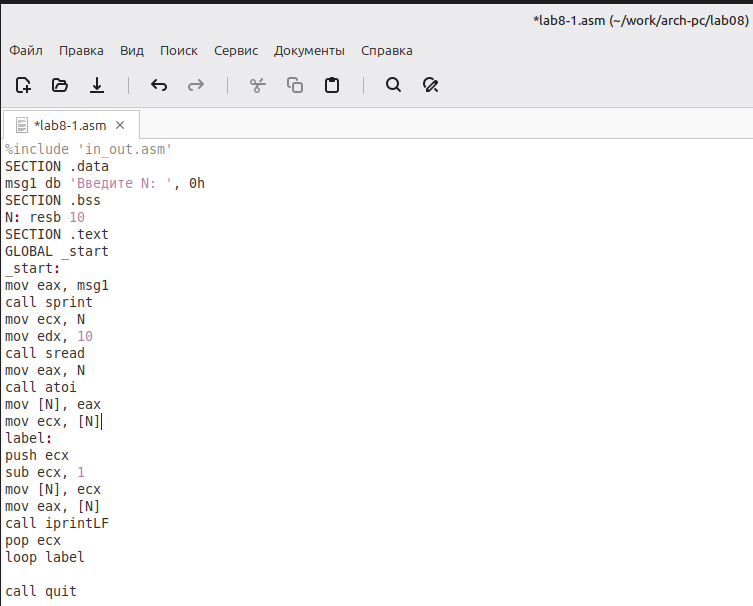 *lab8-1.asm (~/work/arch-pc/lab08)
Файл Правка Вид Поиск Сервис Документы Справка
*lab8-1.asm ×
%include 'in_out.asm'
SECTION .data
msg1 db 'Введите N: ', 0h
SECTION .bss
N: resb 10
SECTION .text
GLOBAL _start
_start:
mov eax, msg1
call sprint
mov ecx, N
mov edx, 10
call sread
mov eax, N
call atoi
mov [N], eax
mov ecx, [N]
label:
push ecx
sub ecx, 1
mov [N], ecx
mov eax, [N]
call iprintLF
pop ecx
loop label
call quit